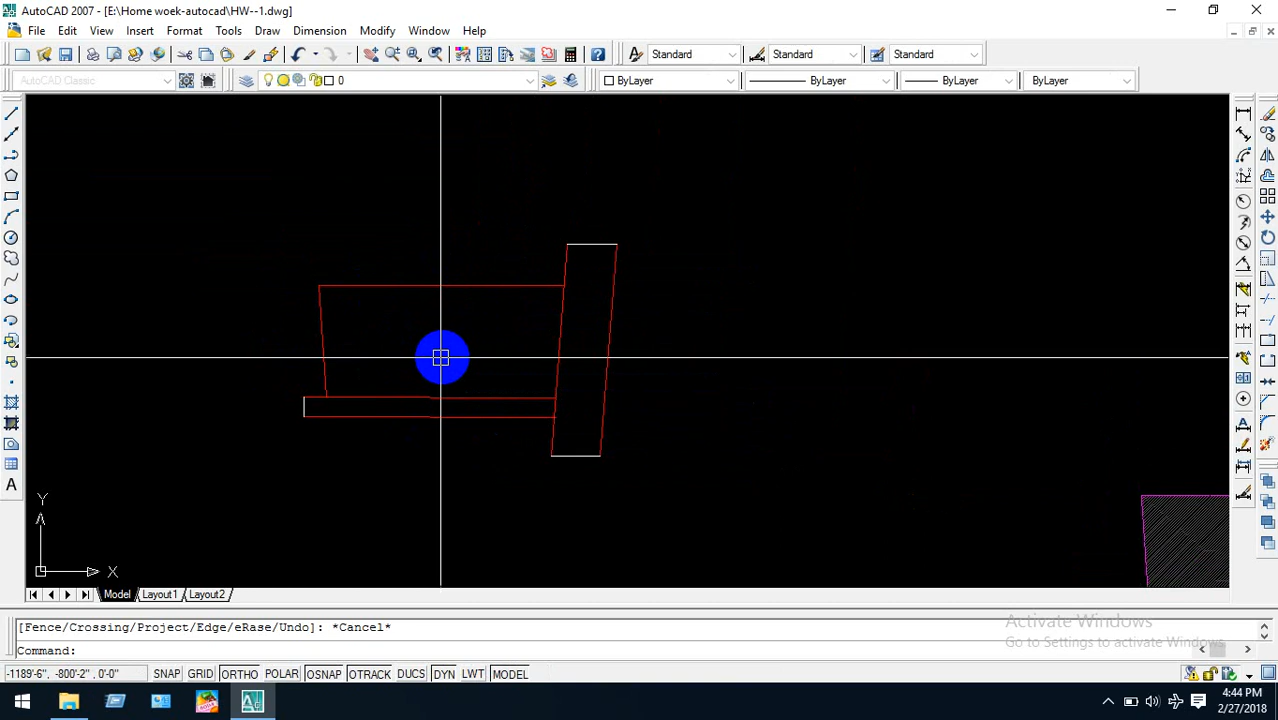 AutoCAD 2007 - [E:\Home woek-autocad\HW--1.dwg]
File Edit View Insert Format Tools Draw Dimension Modify Window Help
Standard Standard Standard
AutoCAD Classic 0 ByLayer ByLayer ByLayer ByLayer
Y
X
Model Layout1 Layout2
[Fence/Crossing/Project/Edge/eRase/Undo]: *Cancel*
Activate Windows
Go to Settings to activate Windows.
Command:
-1189'-6", -800'-2" , 0'-0" SNAP GRID ORTHO POLAR OSNAP OTRACK DUCS DYN LWT MODEL
4:44 PM
2/27/2018
A